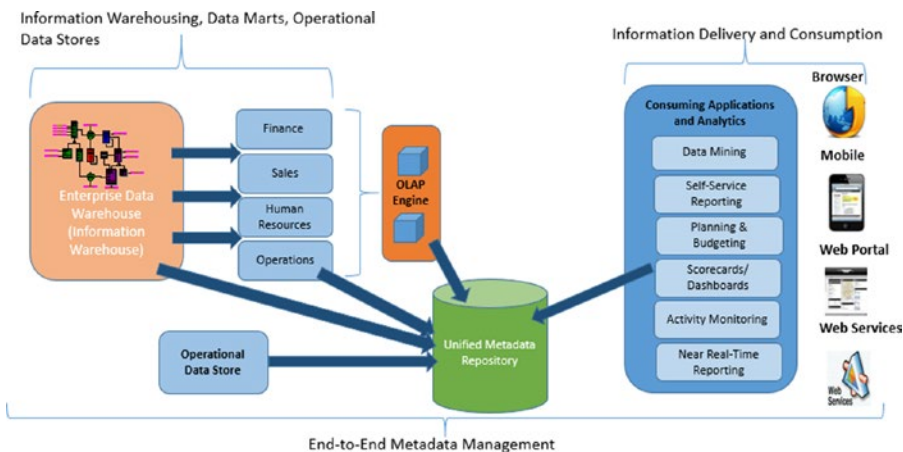 Information Warehousing, Data Marts, Operational
Data Stores
Information Delivery and Consumption
Enterprise Data
Warehouse
(Information
Warehouse)
Finance
Sales
Human
Resources
Operations
OLAP
Engine
Operational
Data Store
Unified Metadata
Repository
Consuming Applications
and Analytics
Data Mining
Self-Service
Reporting
Planning &
Budgeting
Scorecards/
Dashboards
Activity Monitoring
Near Real-Time
Reporting
Browser
Mobile
Web Portal
Web Services
Web
Services
End-to-End Metadata Management